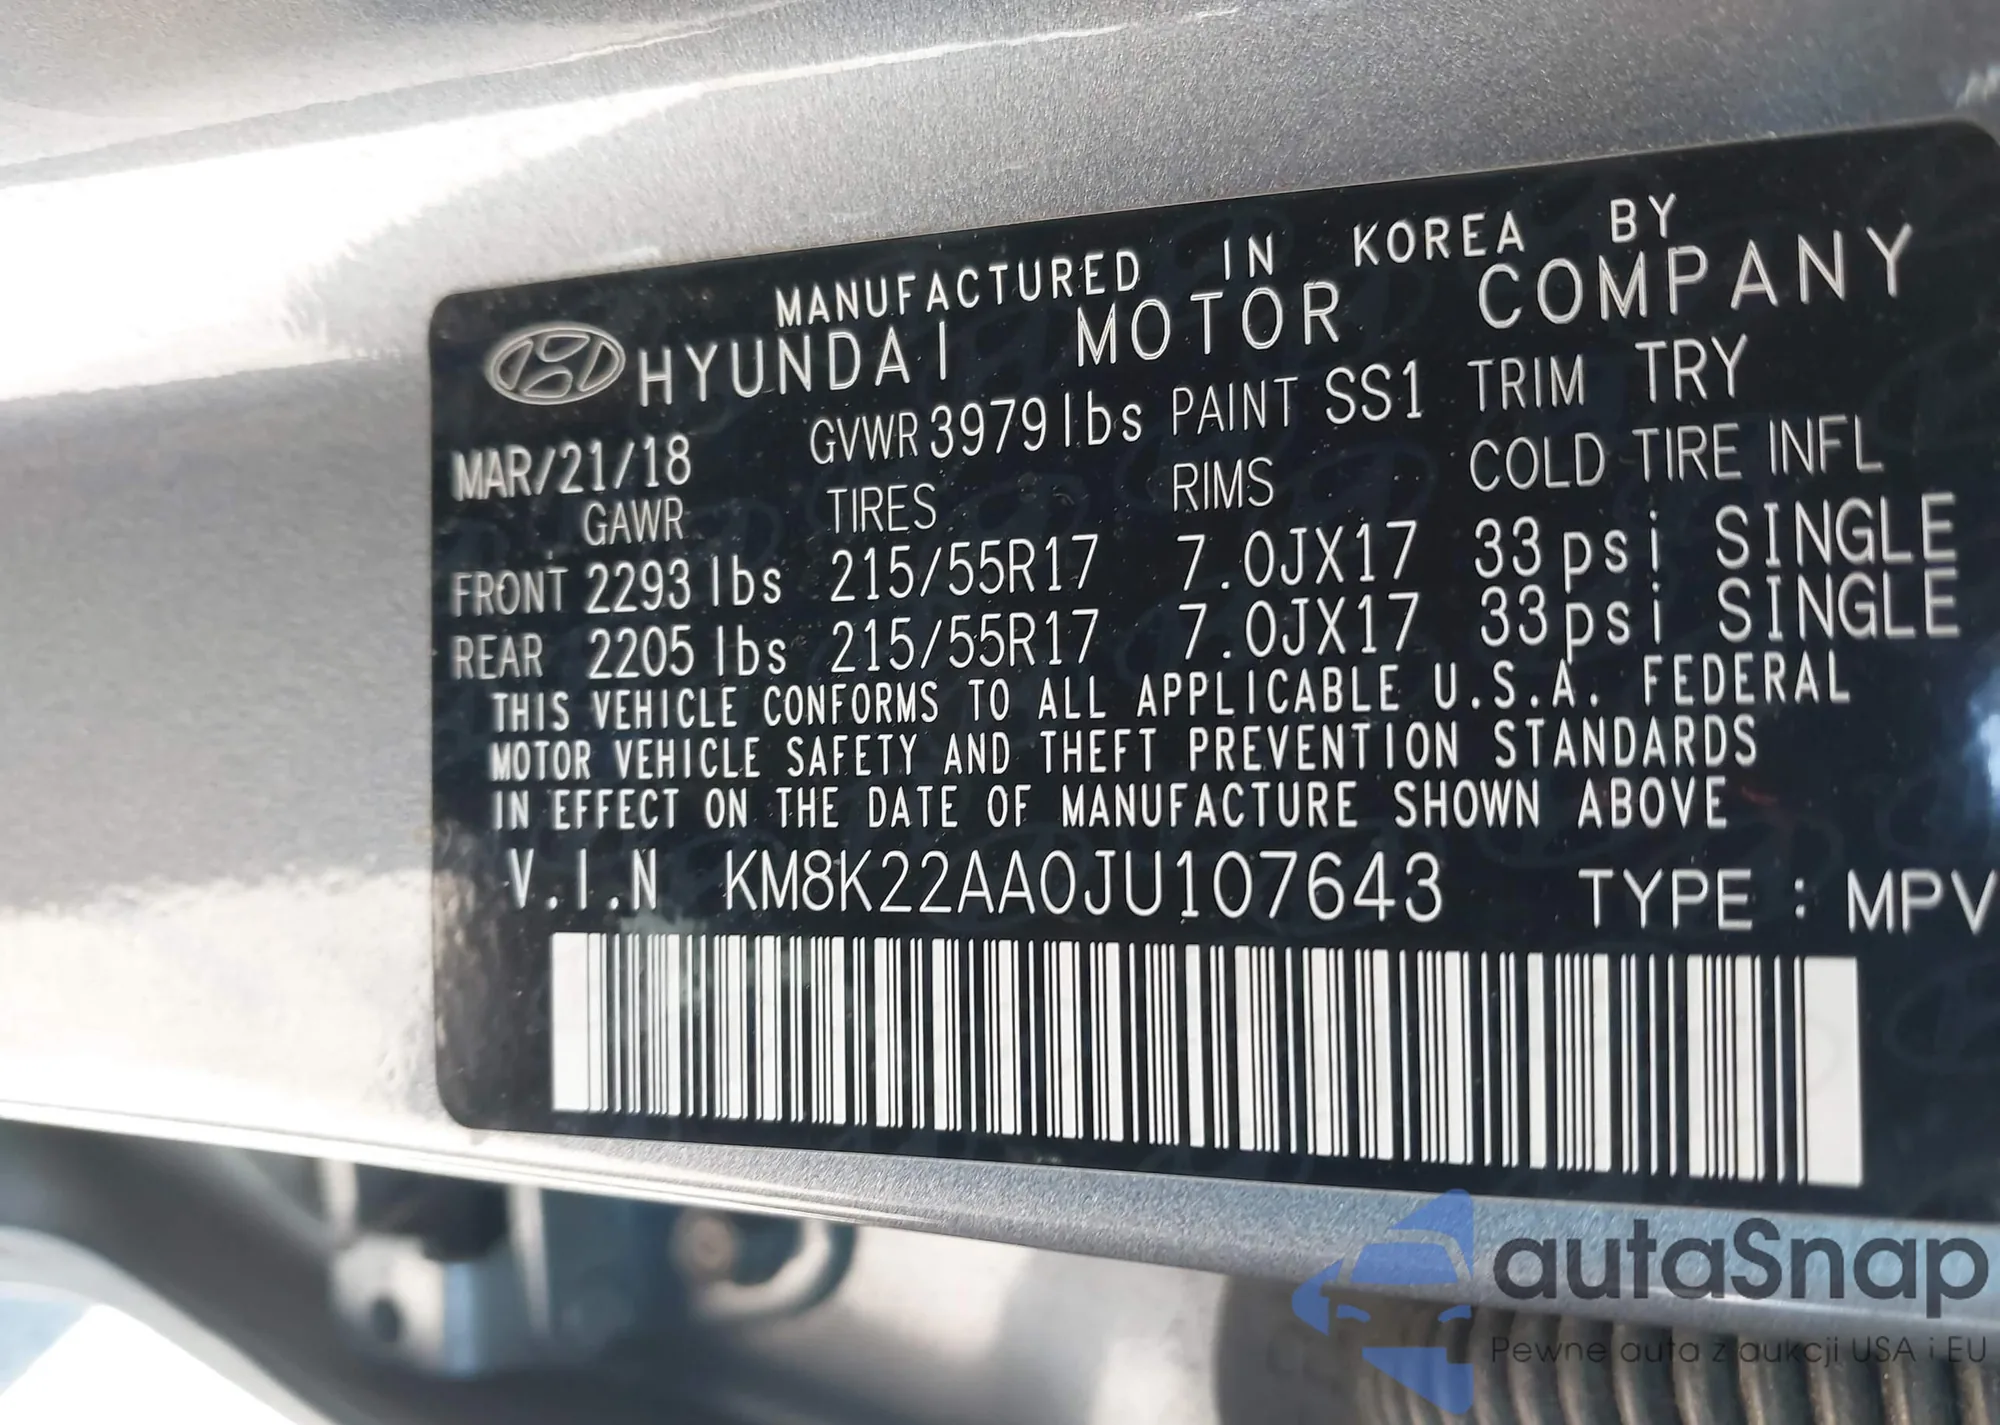 MANUFACTURED IN KOREA BY
HYUNDAI MOTOR COMPANY
MAR/21/18 GVWR 3979lbs PAINT SS1 TRIM TRY
GAWR TIRES RIMS COLD TIRE INFL
FRONT 2293 lbs 215/55R17 7.0JX17 33psi SINGLE
REAR 2205 lbs 215/55R17 7.0JX17 33psi SINGLE
THIS VEHICLE CONFORMS TO ALL APPLICABLE U.S.A. FEDERAL
MOTOR VEHICLE SAFETY AND THEFT PREVENTION STANDARDS
IN EFFECT ON THE DATE OF MANUFACTURE SHOWN ABOVE
V.I.N KM8K22AA0JU107643 TYPE : MPV
autaSnap
Pewne auta z aukcji USA i EU